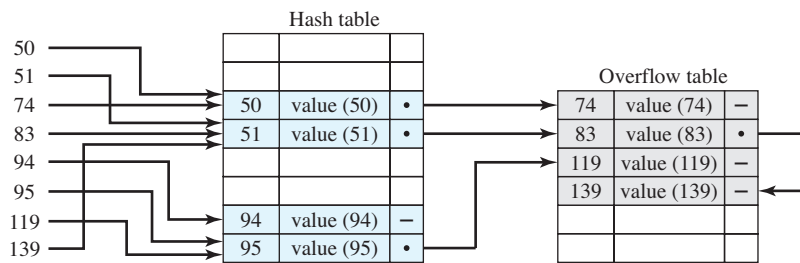 Hash table
50
51
Overflow table
74
50 value (50) •
74 value (74) –
83
51 value (51) •
83 value (83) •
94
119 value (119) –
95
139 value (139) –
119
94 value (94) –
139
95 value (95) •